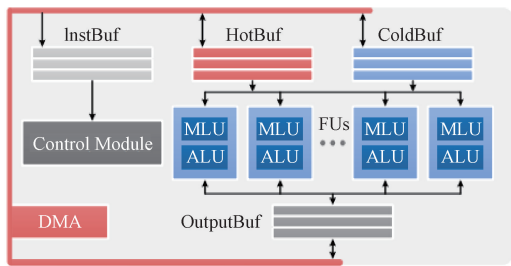 InstBuf HotBuf ColdBuf
MLU MLU FUs MLU MLU
Control Module
ALU ALU ALU ALU
DMA OutputBuf